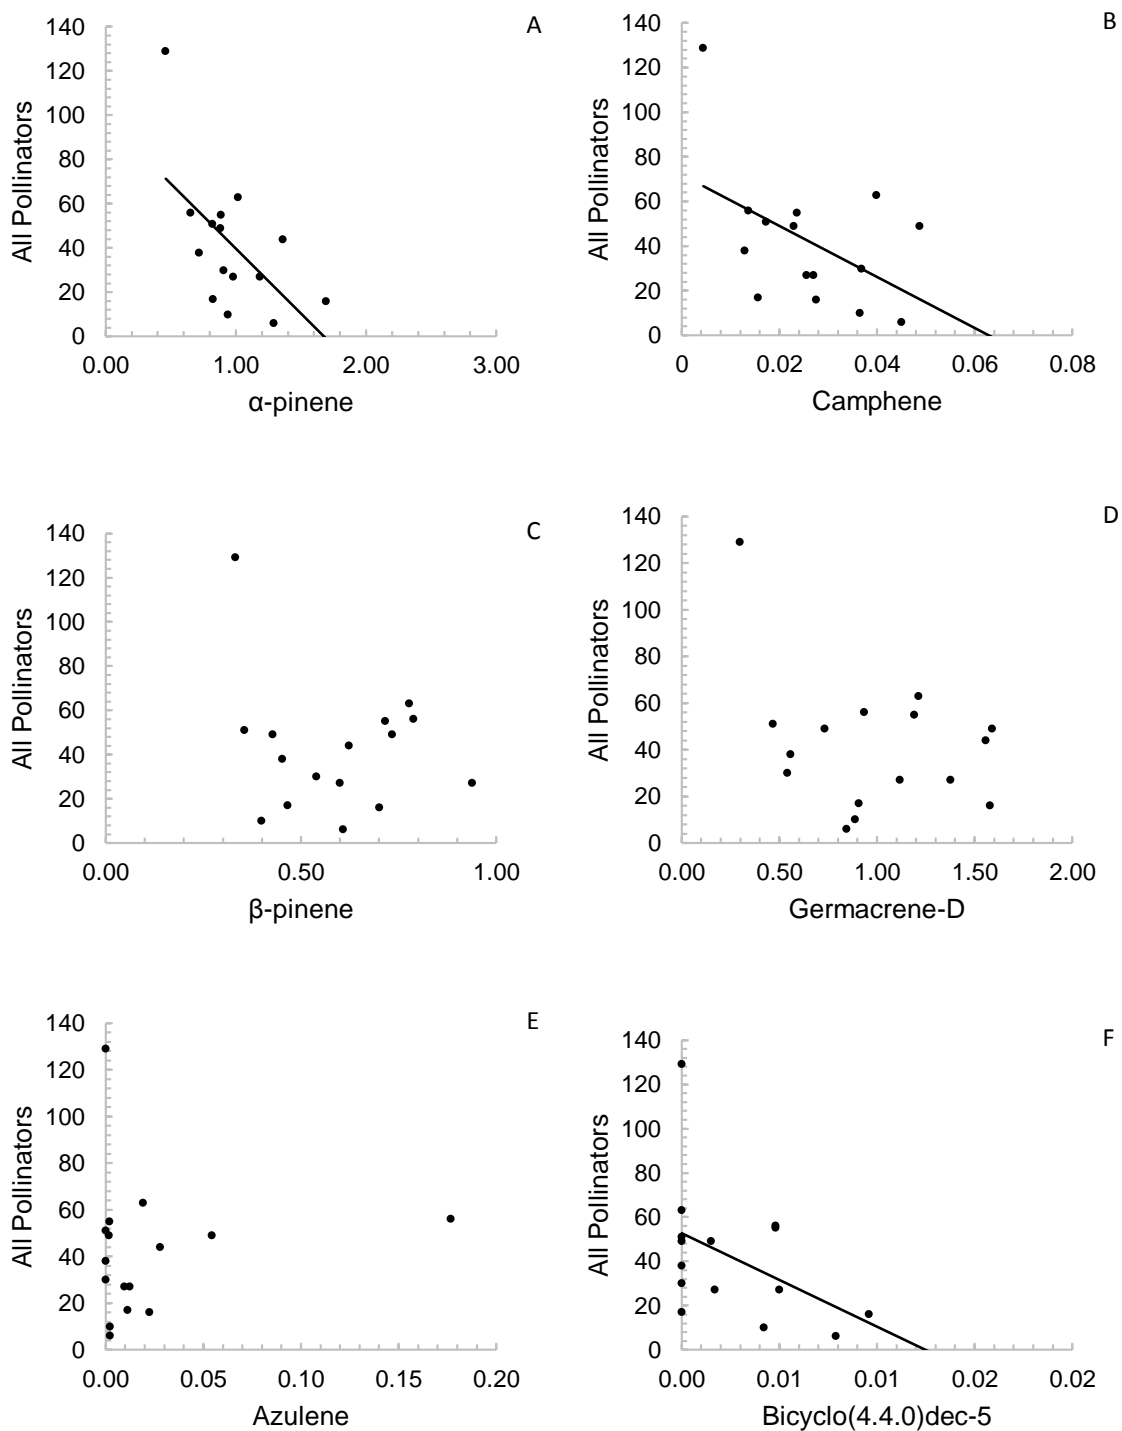 A
140
120
100
80
60
40
20
0
All Pollinators
0.00 1.00 2.00 3.00
α-pinene
B
140
120
100
80
60
40
20
0
All Pollinators
0 0.02 0.04 0.06 0.08
Camphene
C
140
120
100
80
60
40
20
0
All Pollinators
0.00 0.50 1.00
β-pinene
D
140
120
100
80
60
40
20
0
All Pollinators
0.00 0.50 1.00 1.50 2.00
Germacrene-D
E
140
120
100
80
60
40
20
0
All Pollinators
0.00 0.05 0.10 0.15 0.20
Azulene
F
140
120
100
80
60
40
20
0
All Pollinators
0.00 0.01 0.01 0.02 0.02
Bicyclo(4.4.0)dec-5